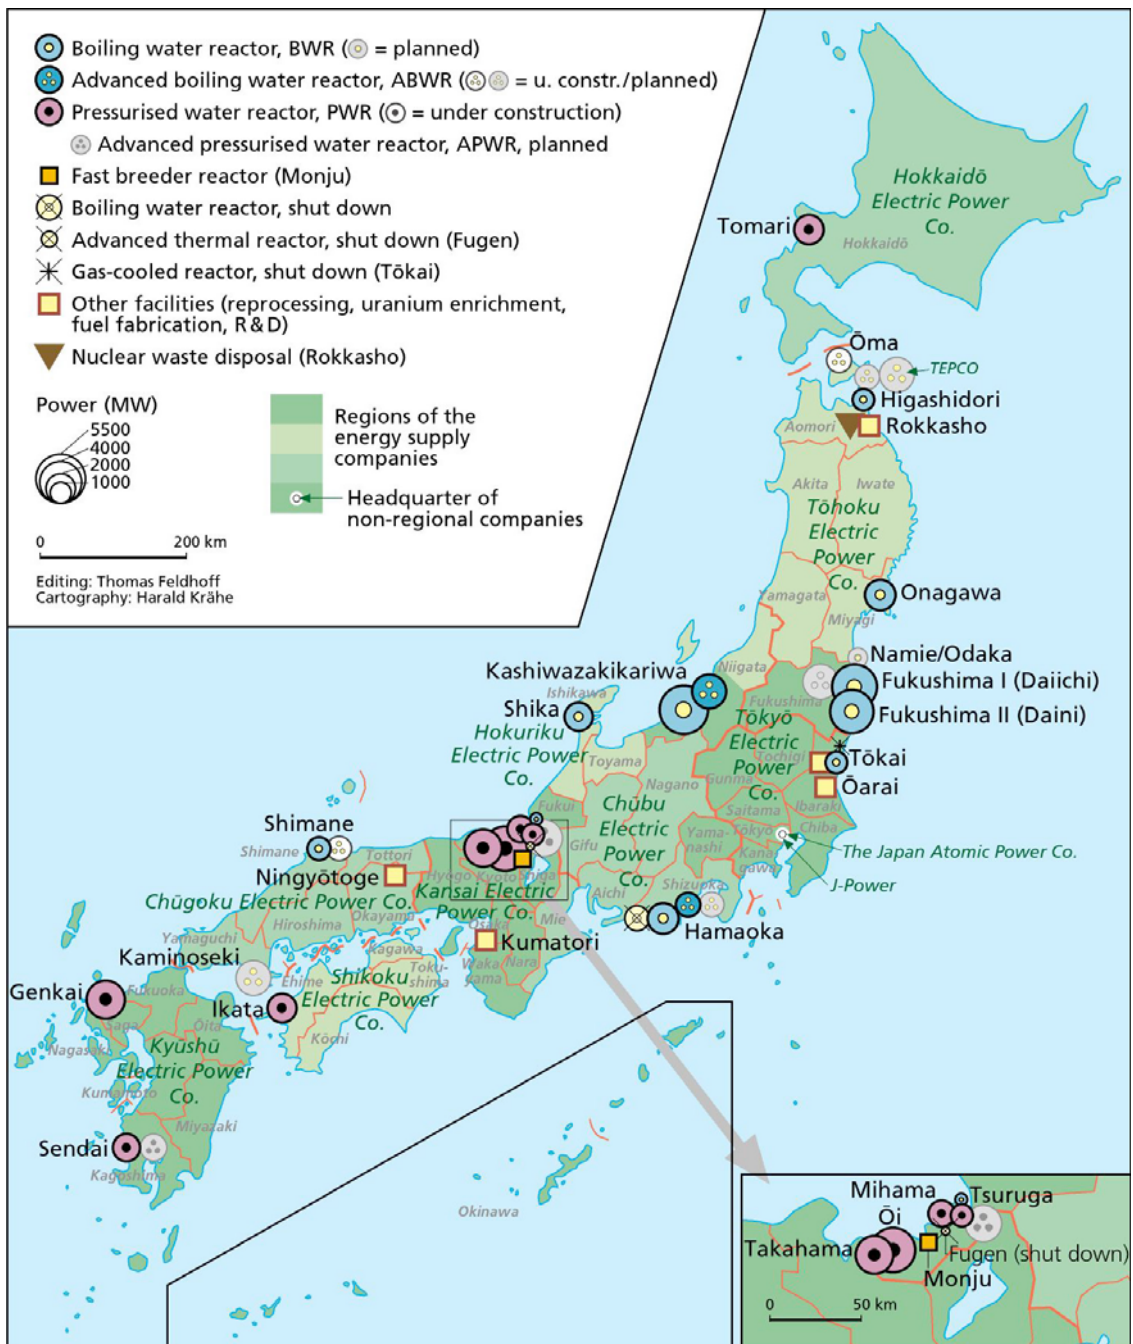 Boiling water reactor, BWR ( = planned)
Advanced boiling water reactor, ABWR ( = u. constr./planned)
Pressurised water reactor, PWR ( = under construction)
Advanced pressurised water reactor, APWR, planned
Fast breeder reactor (Monju)
Boiling water reactor, shut down
Advanced thermal reactor, shut down (Fugen)
Gas-cooled reactor, shut down (Tōkai)
Other facilities (reprocessing, uranium enrichment,
fuel fabrication, R & D)
Nuclear waste disposal (Rokkasho)
Power (MW)
5500
4000
2000
1000
Regions of the
energy supply
companies
Headquarter of
non-regional companies
0 200 km
Editing: Thomas Feldhoff
Cartography: Harald Krähe
Hokkaidō
Electric Power
Co.
Tomari
Hokkaidō
Ōma
TEPCO
Higashidori
Rokkasho
Aomori
Akita
Iwate
Tōhoku
Electric
Power
Co.
Onagawa
Yamagata
Miyagi
Namie/Odaka
Niigata
Kashiwazakikariwa
Fukushima I (Daiichi)
Fukushima
Fukushima II (Daini)
Ishikawa
Shika
Hokuriku
Electric Power
Co.
Tōkyō
Electric
Power
Co.
Tōkai
Ōarai
Toyama
Nagano
Gunma
Tochigi
Saitama
Ibaraki
Tōkyō
Chiba
Yama-
nashi
Kana-
gawa
The Japan Atomic Power Co.
J-Power
Fukui
Gifu
Chūbu
Electric
Power
Co.
Aichi
Shizuoka
Hamaoka
Shimane
Shimane
Tottori
Ningyōtoge
Hyōgo
Kyōto
Shiga
Chūgoku Electric Power Co.
Kansai Electric
Power Co.
Hiroshima
Okayama
Osaka
Mie
Yamaguchi
Kumatori
Waka-
yama
Nara
Kaminoseki
Kagawa
Toku-
shima
Ehime
Shikoku
Electric Power
Co.
Kōchi
Genkai
Fukuoka
Ikata
Saga
Ōita
Nagasaki
Kyushū
Electric Power
Co.
Kumamoto
Miyazaki
Sendai
Kagoshima
Okinawa
Mihama
Tsuruga
Ōi
Takahama
Fugen (shut down)
Monju
0 50 km